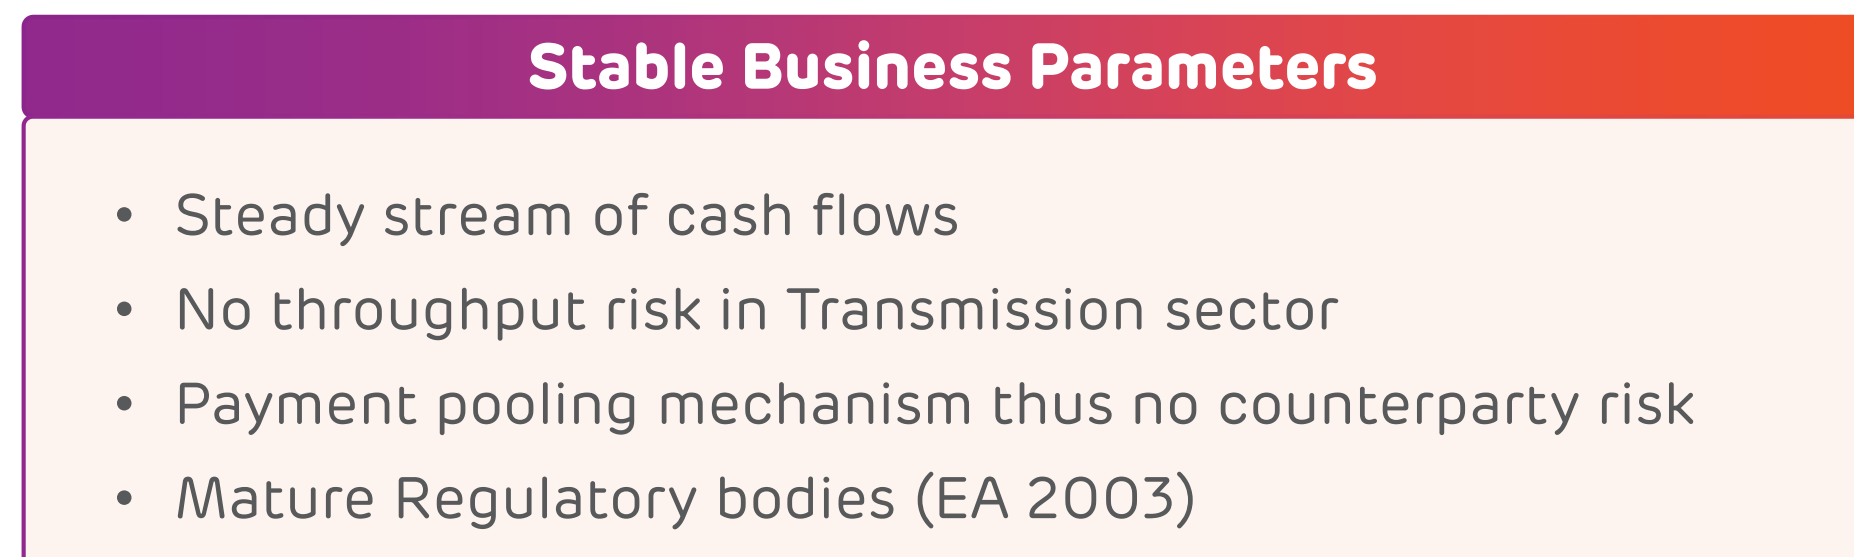 Stable Business Parameters
• Steady stream of cash flows
• No throughput risk in Transmission sector
• Payment pooling mechanism thus no counterparty risk
• Mature Regulatory bodies (EA 2003)